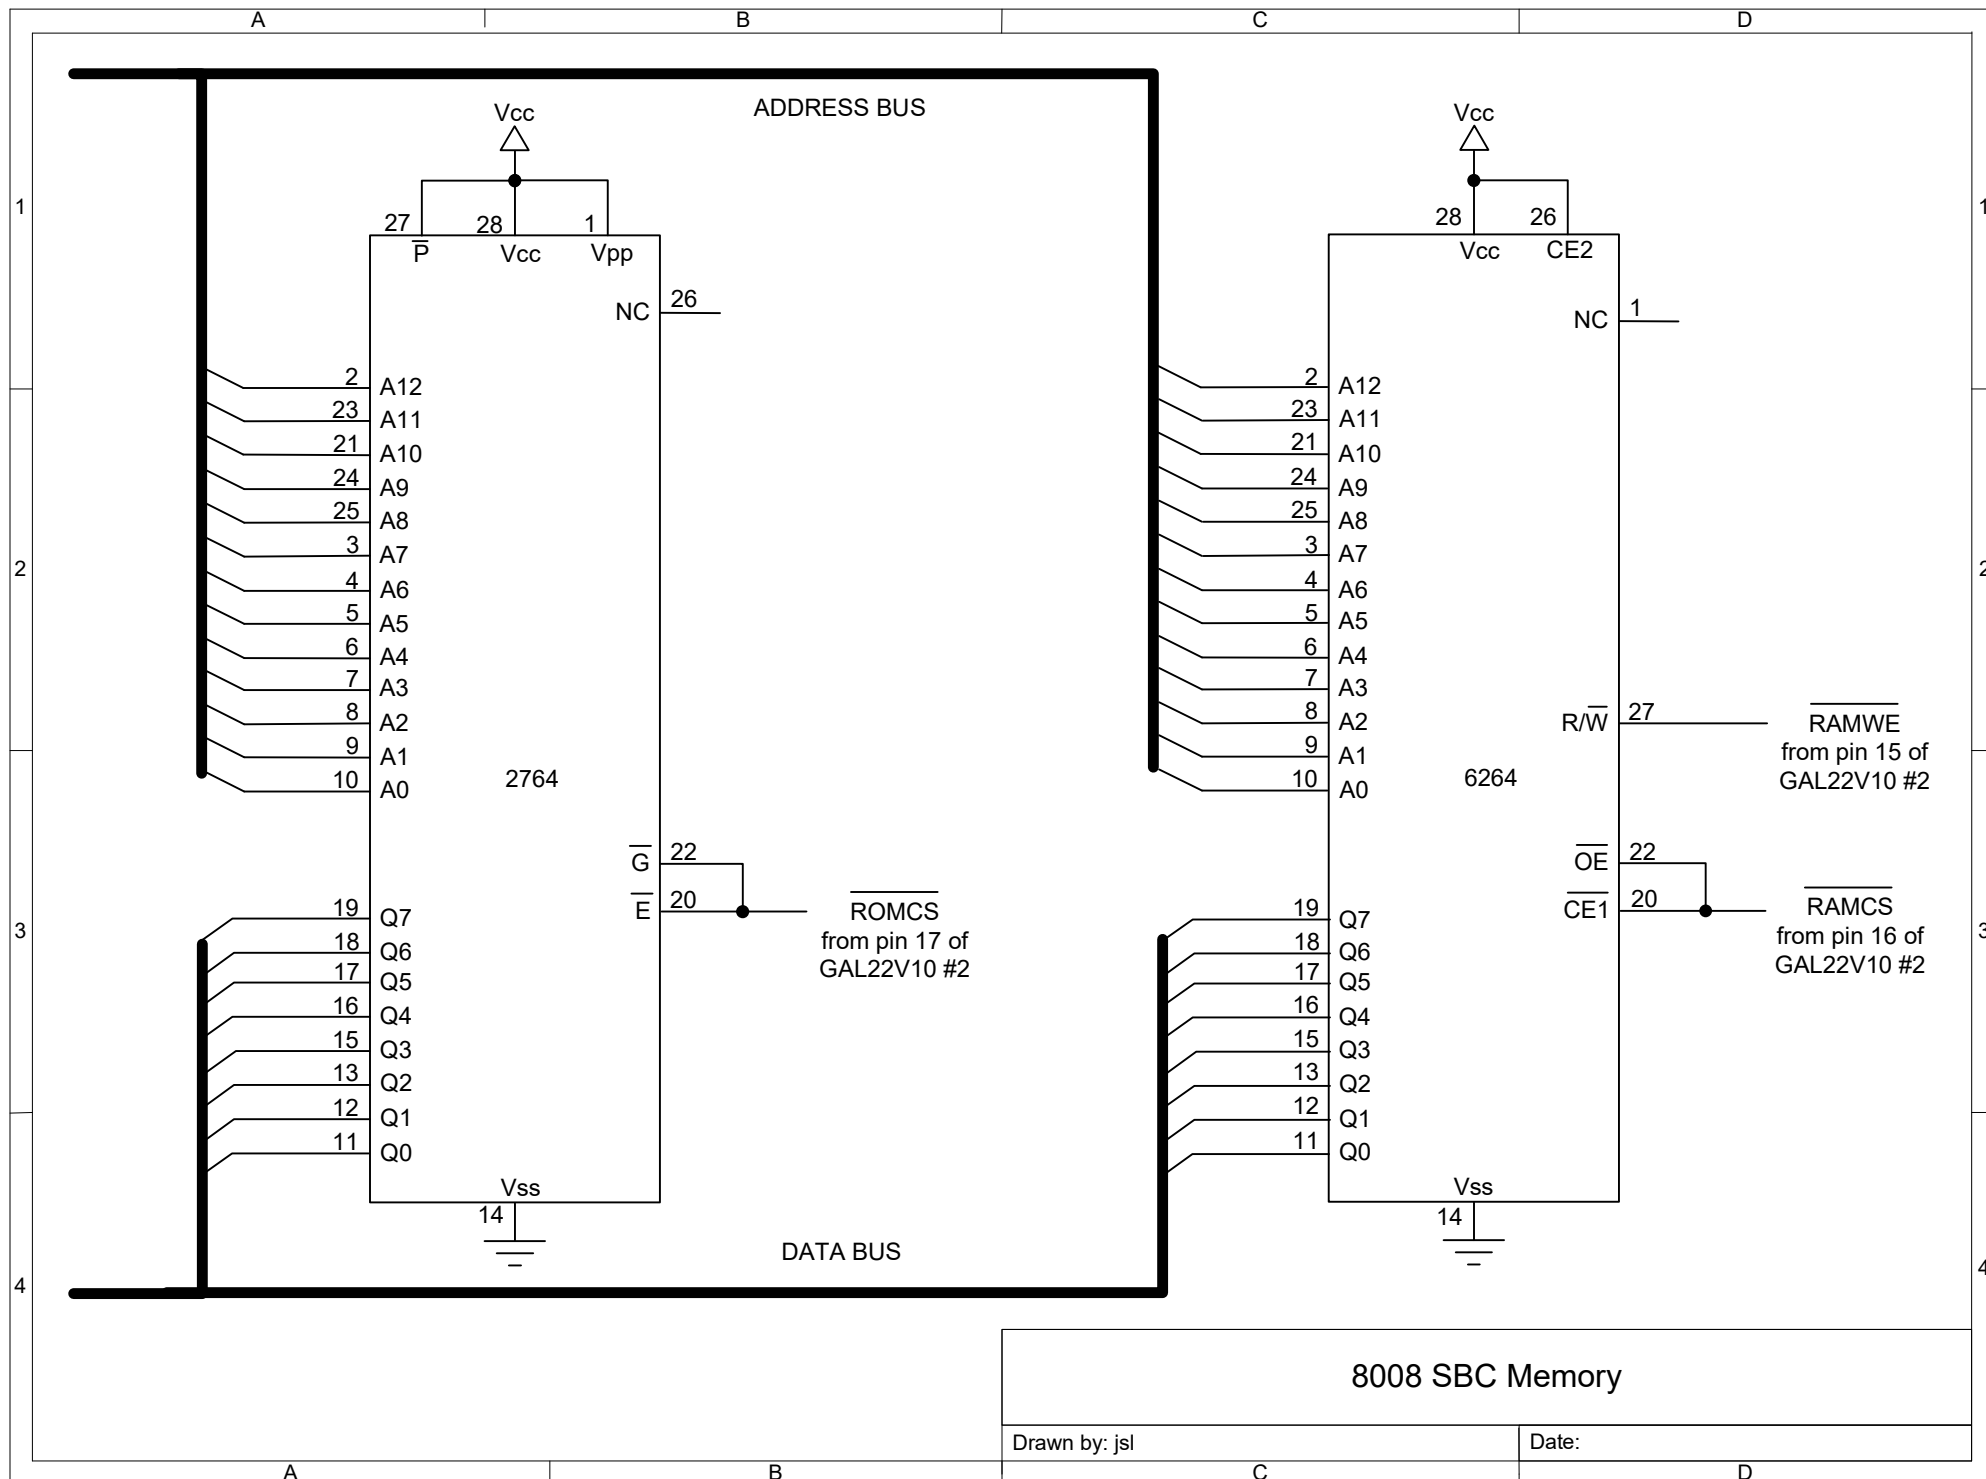 A B C D
ADDRESS BUS
Vcc
Vcc
1
1
27 28 1
P̅ Vcc Vpp
NC 26
28 26
Vcc CE2
NC 1
2 A12
23 A11
21 A10
24 A9
25 A8
3 A7
4 A6
5 A5
6 A4
7 A3
8 A2
9 A1
10 A0
2764
G̅ 22
E̅ 20
R̅O̅M̅C̅S̅
from pin 17 of
GAL22V10 #2
19 Q7
18 Q6
17 Q5
16 Q4
15 Q3
13 Q2
12 Q1
11 Q0
Vss
14
2 A12
23 A11
21 A10
24 A9
25 A8
3 A7
4 A6
5 A5
6 A4
7 A3
8 A2
9 A1
10 A0
6264
R/W̅ 27
R̅A̅M̅W̅E̅
from pin 15 of
GAL22V10 #2
O̅E̅ 22
C̅E̅1̅ 20
R̅A̅M̅C̅S̅
from pin 16 of
GAL22V10 #2
19 Q7
18 Q6
17 Q5
16 Q4
15 Q3
13 Q2
12 Q1
11 Q0
Vss
14
2
2
3
3
4
4
DATA BUS
8008 SBC Memory
Drawn by: jsl
Date:
A B C D